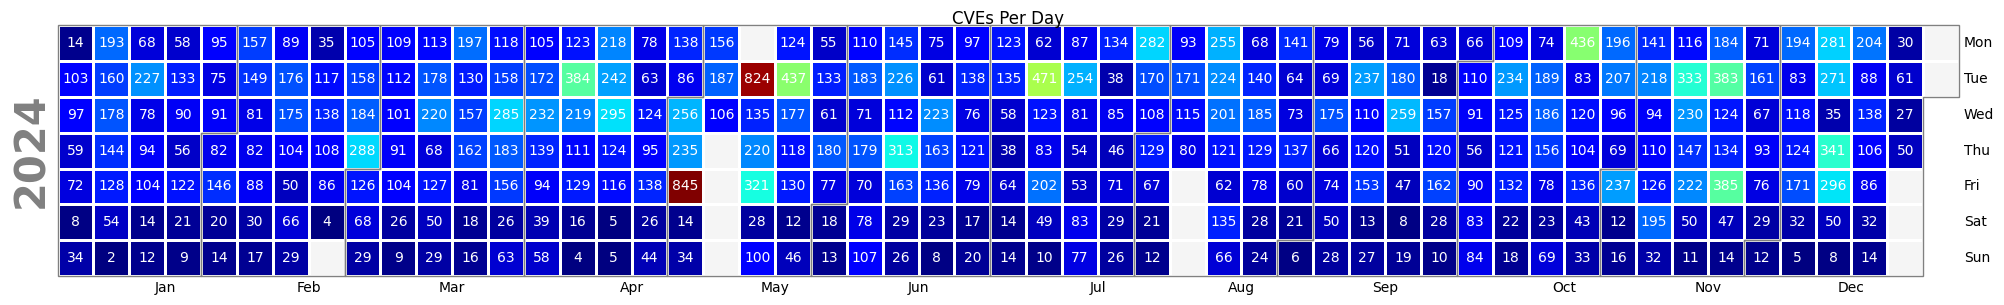 CVEs Per Day
14 193 68 58 95 157 89 35 105 109 113 197 118 105 123 218 78 138 156 124 55 110 145 75 97 123 62 87 134 282 93 255 68 141 79 56 71 63 66 109 74 436 196 141 116 184 71 194 281 204 30 Mon
103 160 227 133 75 149 176 117 158 112 178 130 158 172 384 242 63 86 187 824 437 133 183 226 61 138 135 471 254 38 170 171 224 140 64 69 237 180 18 110 234 189 83 207 218 333 383 161 83 271 88 61 Tue
97 178 78 90 91 81 175 138 184 101 220 157 285 232 219 295 124 256 106 135 177 61 71 112 223 76 58 123 81 85 108 115 201 185 73 175 110 259 157 91 125 186 120 96 94 230 124 67 118 35 138 27 Wed
59 144 94 56 82 82 104 108 288 91 68 162 183 139 111 124 95 235 220 118 180 179 313 163 121 38 83 54 46 129 80 121 129 137 66 120 51 120 56 121 156 104 69 110 147 134 93 124 341 106 50 Thu
72 128 104 122 146 88 50 86 126 104 127 81 156 94 129 116 138 845 321 130 77 70 163 136 79 64 202 53 71 67 62 78 60 74 153 47 162 90 132 78 136 237 126 222 385 76 171 296 86 Fri
8 54 14 21 20 30 66 4 68 26 50 18 26 39 16 5 26 14 28 12 18 78 29 23 17 14 49 83 29 21 135 28 21 50 13 8 28 83 22 23 43 12 195 50 47 29 32 50 32 Sat
34 2 12 9 14 17 29 29 9 29 16 63 58 4 5 44 34 100 46 13 107 26 8 20 14 10 77 26 12 66 24 6 28 27 19 10 84 18 69 33 16 32 11 14 12 5 8 14 Sun
Jan Feb Mar Apr May Jun Jul Aug Sep Oct Nov Dec
2024